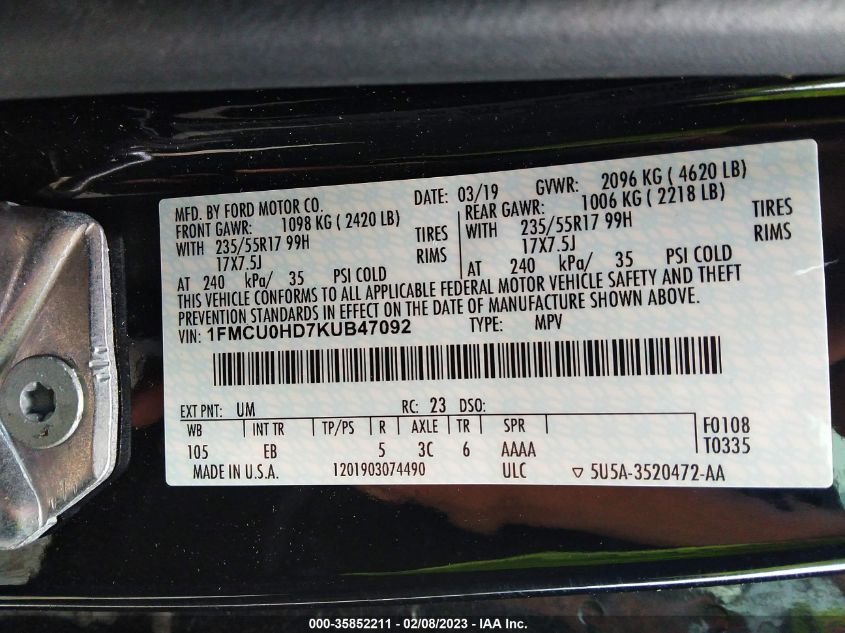 MFD. BY FORD MOTOR CO. DATE: 03/19 GVWR: 2096 KG ( 4620 LB)
FRONT GAWR: 1098 KG ( 2420 LB) REAR GAWR: 1006 KG ( 2218 LB)
WITH 235/55R17 99H TIRES WITH 235/55R17 99H TIRES
17X7.5J RIMS 17X7.5J RIMS
AT 240 kPa/ 35 PSI COLD AT 240 kPa/ 35 PSI COLD
THIS VEHICLE CONFORMS TO ALL APPLICABLE FEDERAL MOTOR VEHICLE SAFETY AND THEFT
PREVENTION STANDARDS IN EFFECT ON THE DATE OF MANUFACTURE SHOWN ABOVE.
VIN: 1FMCU0HD7KUB47092 TYPE: MPV
EXT PNT: UM RC: 23 DSO:
WB INT TR TP/PS R AXLE TR SPR F0108
105 EB 5 3C 6 AAAA T0335
MADE IN U.S.A. 1201903074490 ULC ▽ 5U5A-3520472-AA
000-35852211 - 02/08/2023 - IAA Inc.